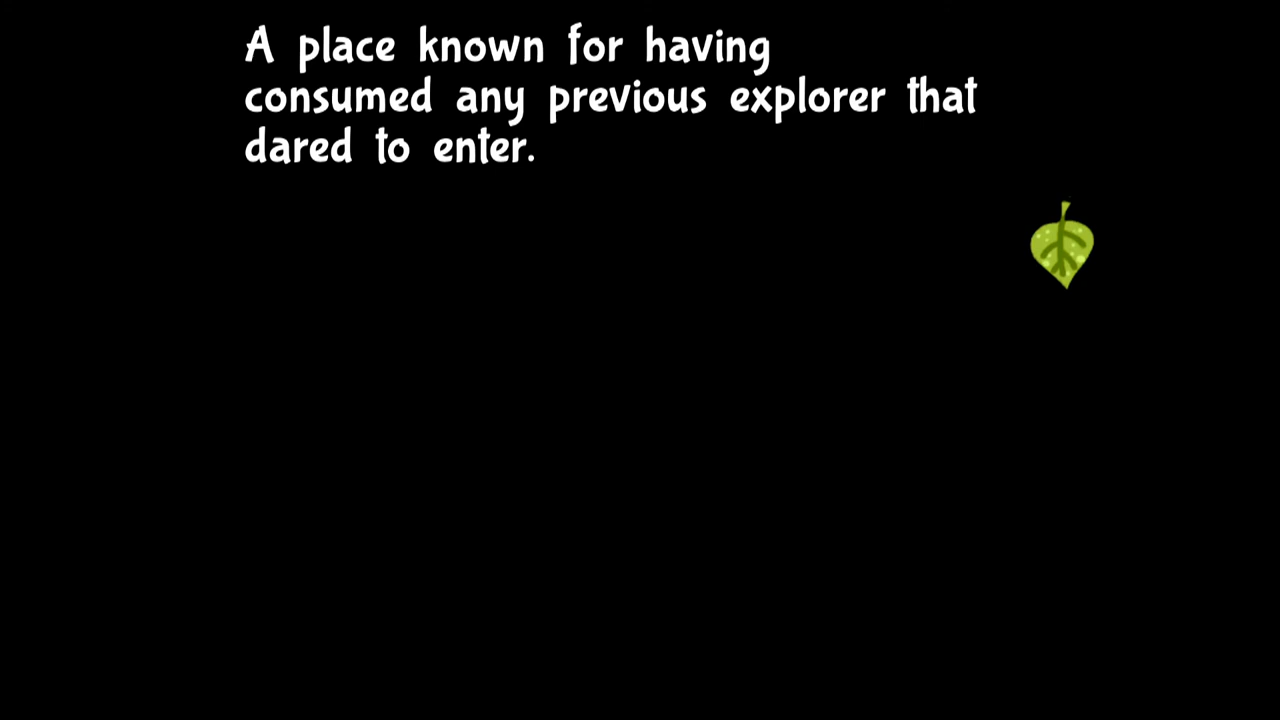 A place known for having
consumed any previous explorer that
dared to enter.